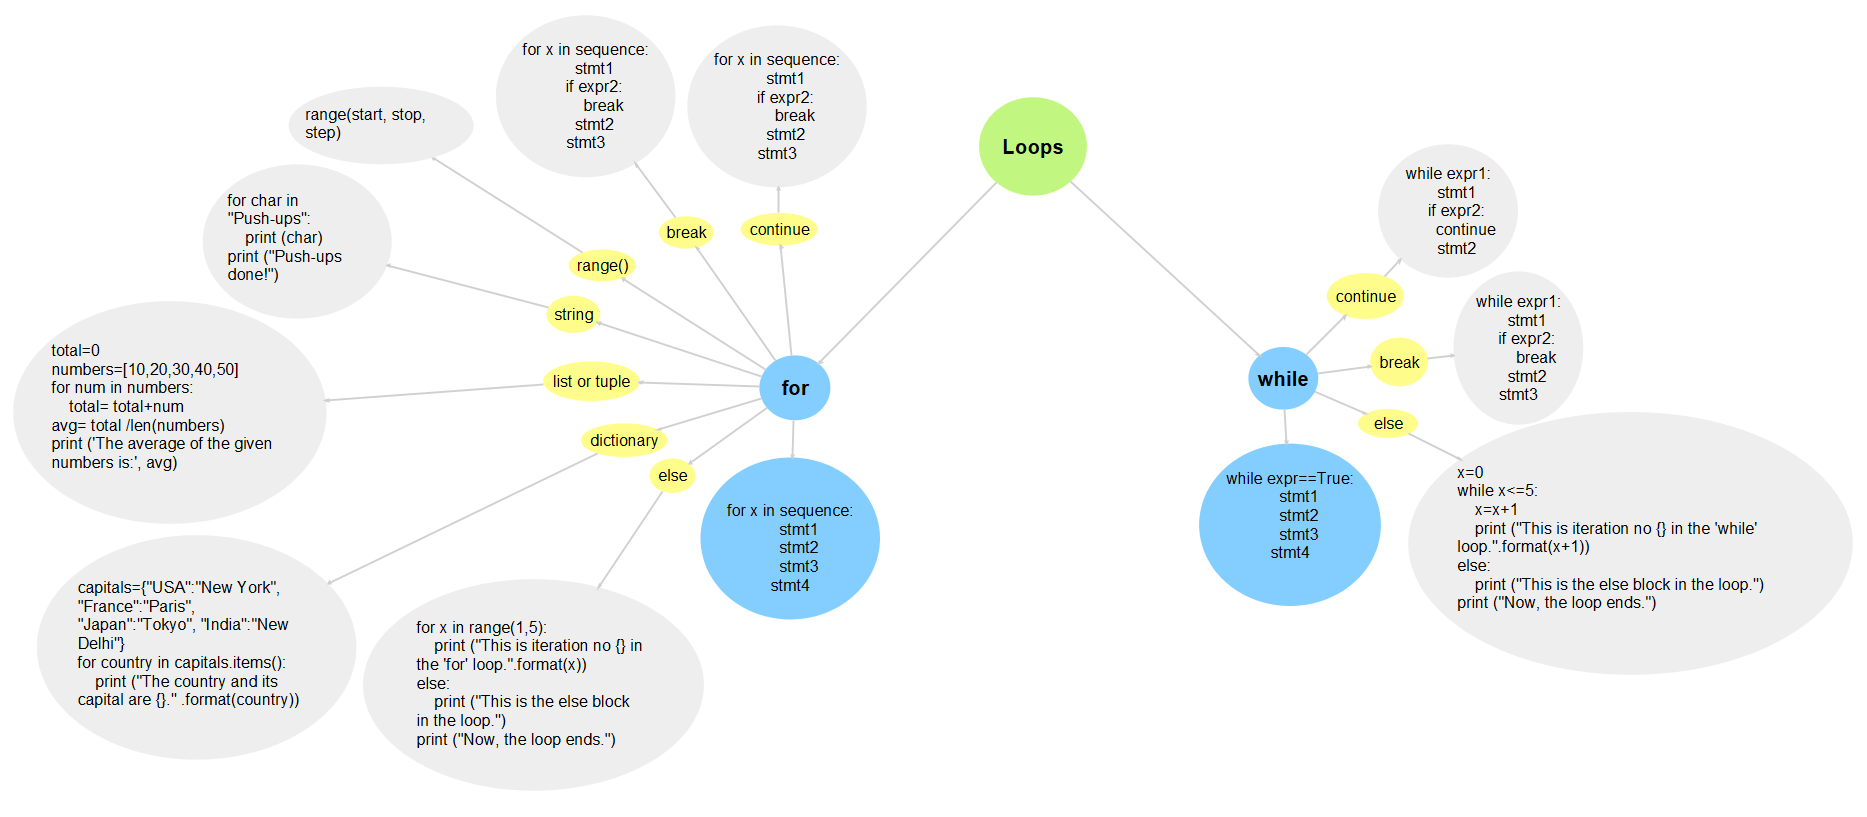 Loops
for
while
for x in sequence:
stmt1
if expr2:
break
stmt2
stmt3
for x in sequence:
stmt1
if expr2:
break
stmt2
stmt3
range(start, stop,
step)
for char in
"Push-ups":
print (char)
print ("Push-ups
done!")
break
continue
range()
string
list or tuple
dictionary
else
total=0
numbers=[10,20,30,40,50]
for num in numbers:
total= total+num
avg= total /len(numbers)
print ('The average of the given
numbers is:', avg)
capitals={"USA":"New York",
"France":"Paris",
"Japan":"Tokyo", "India":"New
Delhi"}
for country in capitals.items():
print ("The country and its
capital are {}." .format(country))
for x in range(1,5):
print ("This is iteration no {} in
the 'for' loop.".format(x))
else:
print ("This is the else block
in the loop.")
print ("Now, the loop ends.")
for x in sequence:
stmt1
stmt2
stmt3
stmt4
while expr1:
stmt1
if expr2:
continue
stmt2
continue
while expr1:
stmt1
if expr2:
break
stmt2
stmt3
break
else
while expr==True:
stmt1
stmt2
stmt3
stmt4
x=0
while x<=5:
x=x+1
print ("This is iteration no {} in the 'while'
loop.".format(x+1))
else:
print ("This is the else block in the loop.")
print ("Now, the loop ends.")